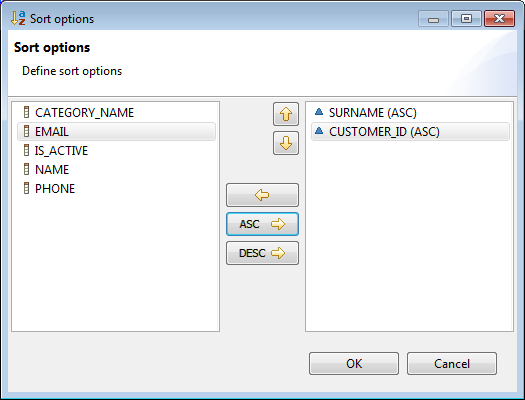 Sort options
Sort options
Define sort options
CATEGORY_NAME
EMAIL
IS_ACTIVE
NAME
PHONE
ASC
DESC
SURNAME (ASC)
CUSTOMER_ID (ASC)
OK
Cancel